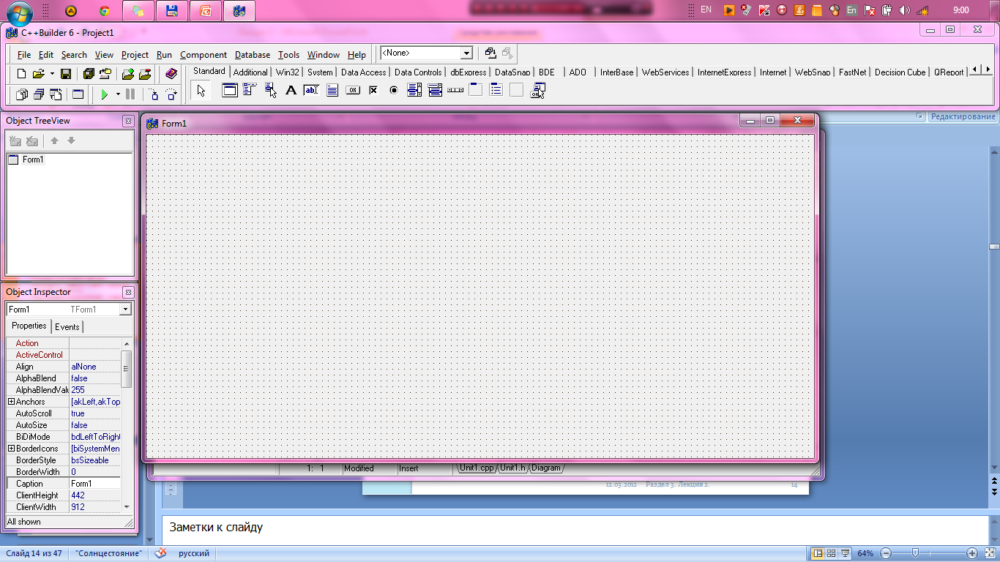 EN
En
9:00
C++Builder 6 - Project1
File Edit Search View Project Run Component Database Tools Window Help
<None>
Standard Additional Win32 System Data Access Data Controls dbExpress DataSnap BDE ADO InterBase WebServices InternetExpress Internet WebSnap FastNet Decision Cube QReport
Object TreeView
Form1
Редактирование
Form1
Object Inspector
Form1 TForm1
Properties Events
Action
ActiveControl
Align alNone
AlphaBlend false
AlphaBlendValu 255
Anchors [akLeft,akTop
AutoScroll true
AutoSize false
BiDiMode bdLeftToRight
BorderIcons [biSystemMen
BorderStyle bsSizeable
BorderWidth 0
Caption Form1
ClientHeight 442
ClientWidth 912
All shown
1: 1 Modified Insert Unit1.cpp Unit1.h Diagram
12.03.2012 Раздел 3. Лекция 2. 14
Заметки к слайду
Слайд 14 из 47 "Солнцестояние" русский 64%